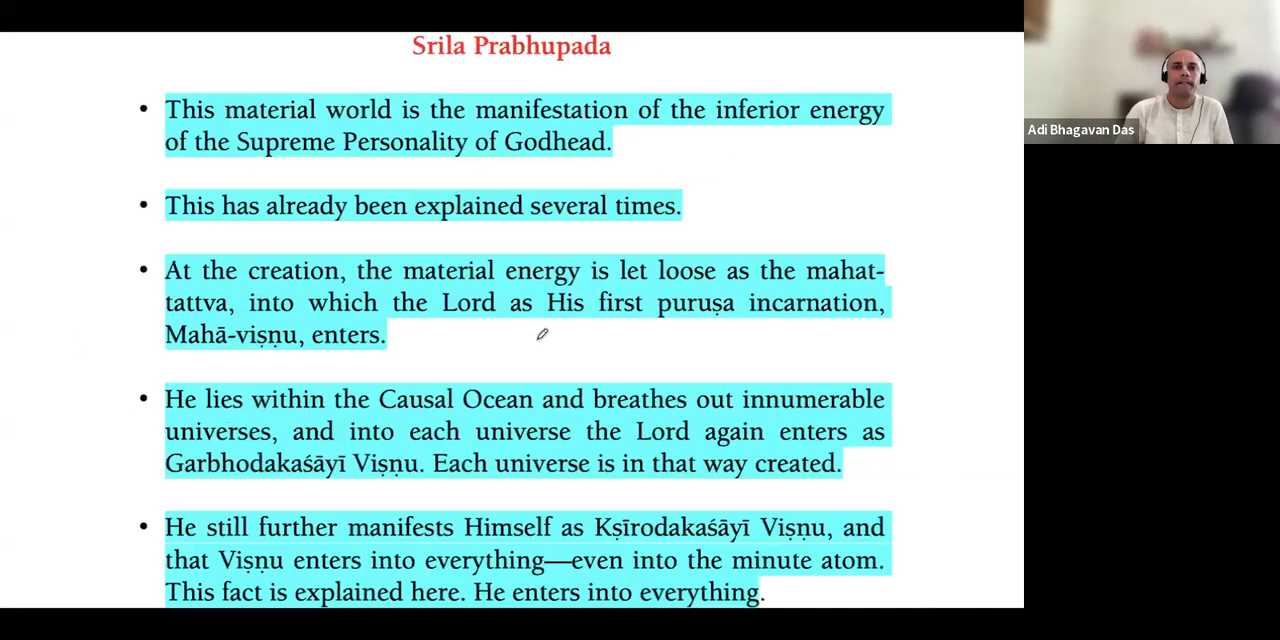 Srila Prabhupada
• This material world is the manifestation of the inferior energy
of the Supreme Personality of Godhead.
• This has already been explained several times.
• At the creation, the material energy is let loose as the mahat-
tattva, into which the Lord as His first puruṣa incarnation,
Mahā-viṣṇu, enters.
• He lies within the Causal Ocean and breathes out innumerable
universes, and into each universe the Lord again enters as
Garbhodakaśāyī Viṣṇu. Each universe is in that way created.
• He still further manifests Himself as Kṣīrodakaśāyī Viṣṇu, and
that Viṣṇu enters into everything—even into the minute atom.
This fact is explained here. He enters into everything.
Adi Bhagavan Das